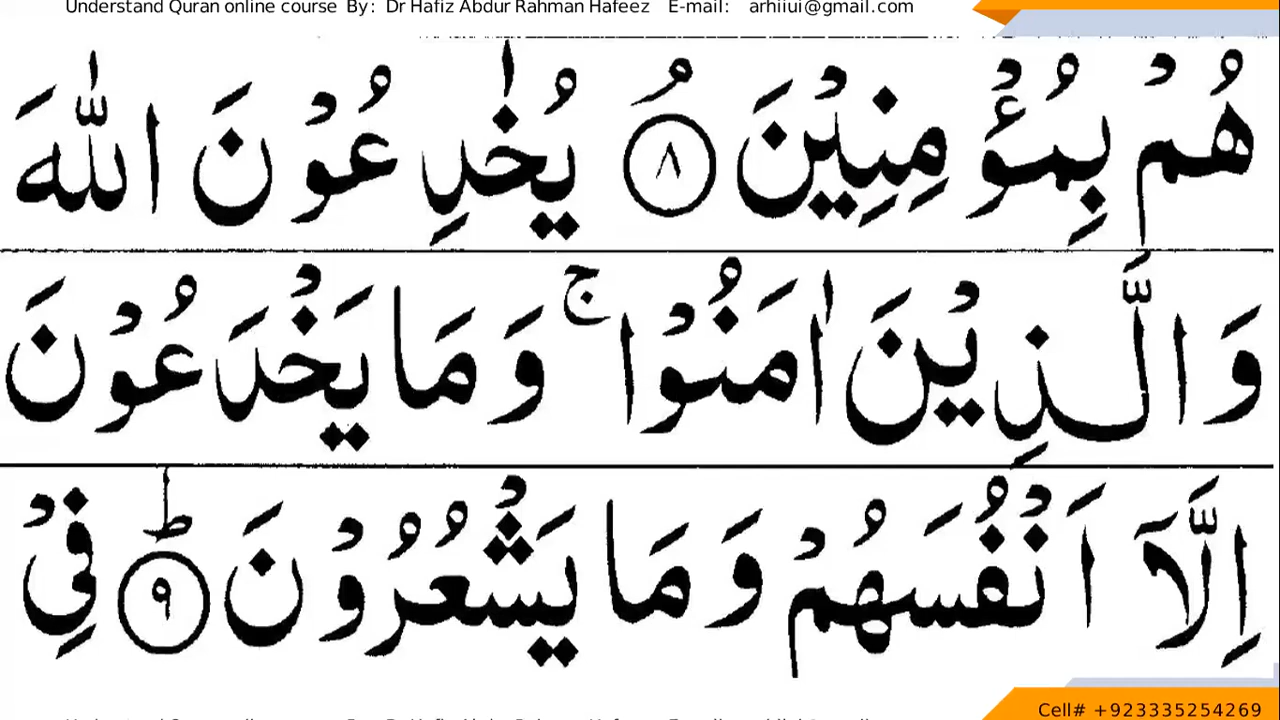 Understand Quran online course By: Dr Hafiz Abdur Rahman Hafeez E-mail: arhiiui@gmail.com
هُمْ بِمُؤْمِنِيْنَ ۘ ﴿٨﴾ يُخٰدِعُوْنَ اللّٰهَ
وَالَّذِيْنَ اٰمَنُوْا ۚ وَمَا يَخْدَعُوْنَ
اِلَّآ اَنْفُسَهُمْ وَمَا يَشْعُرُوْنَ ؕ ﴿٩﴾ فِيْ
Cell# +923335254269